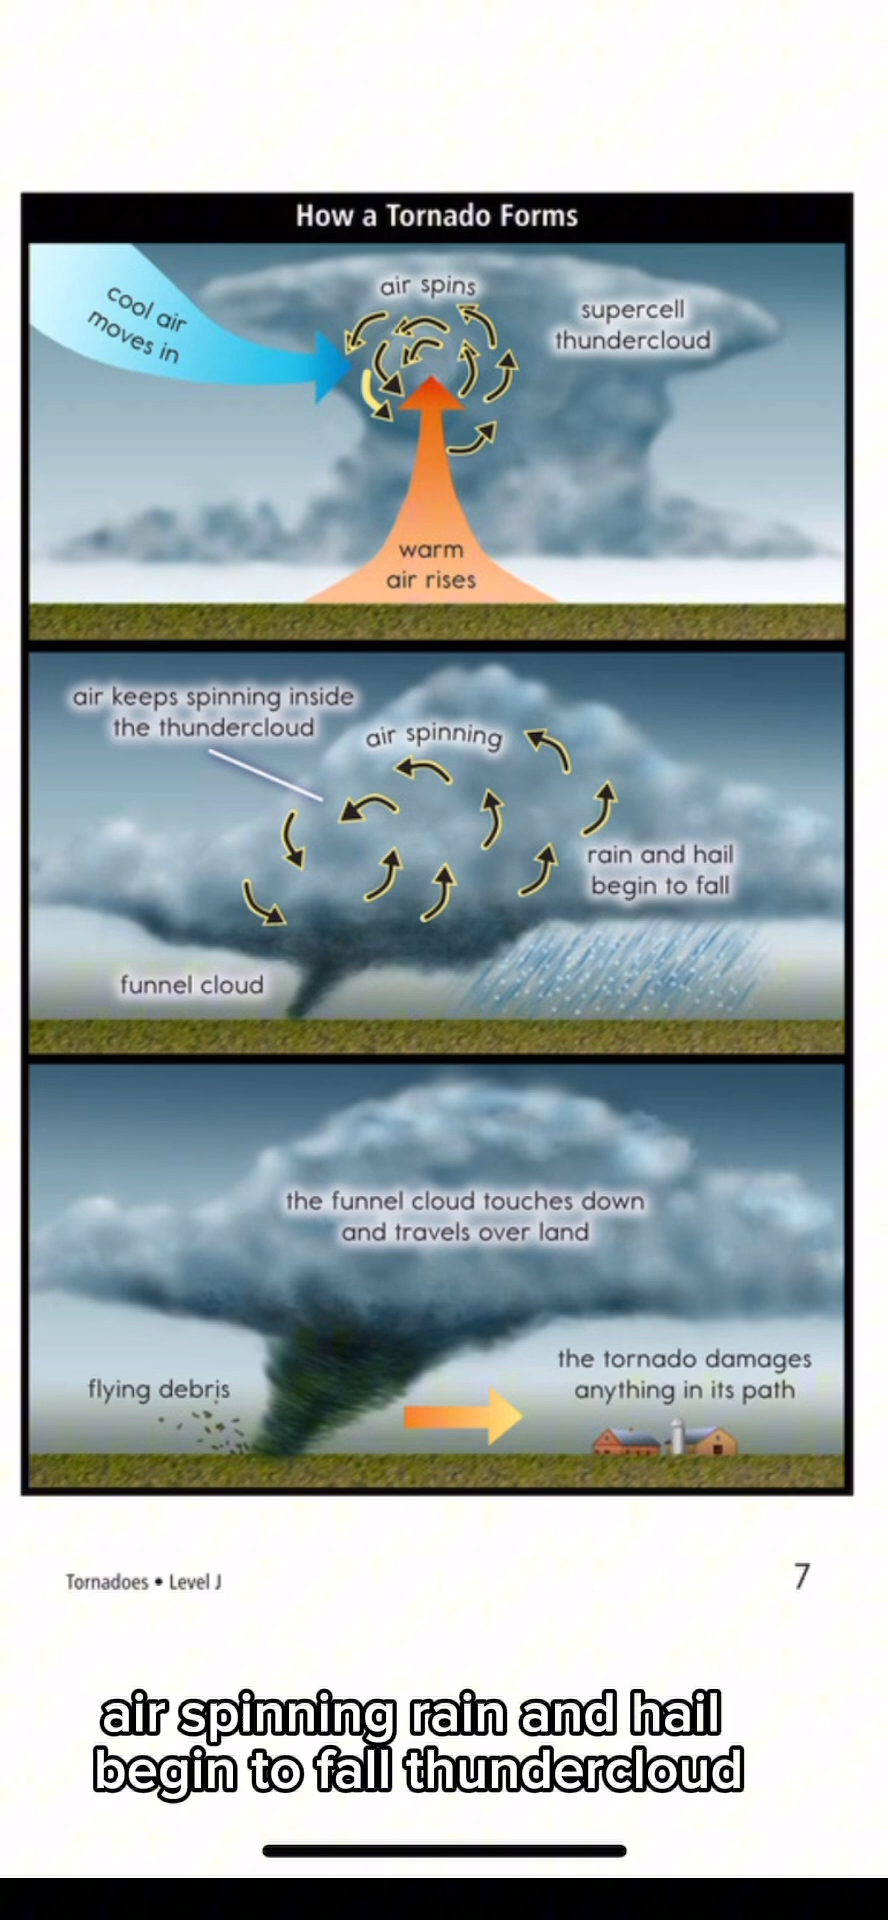 How a Tornado Forms
cool air
moves in
air spins
supercell
thundercloud
warm
air rises
air keeps spinning inside
the thundercloud
air spinning
rain and hail
begin to fall
funnel cloud
the funnel cloud touches down
and travels over land
flying debris
the tornado damages
anything in its path
Tornadoes • Level J
7
air spinning rain and hail
begin to fall thundercloud